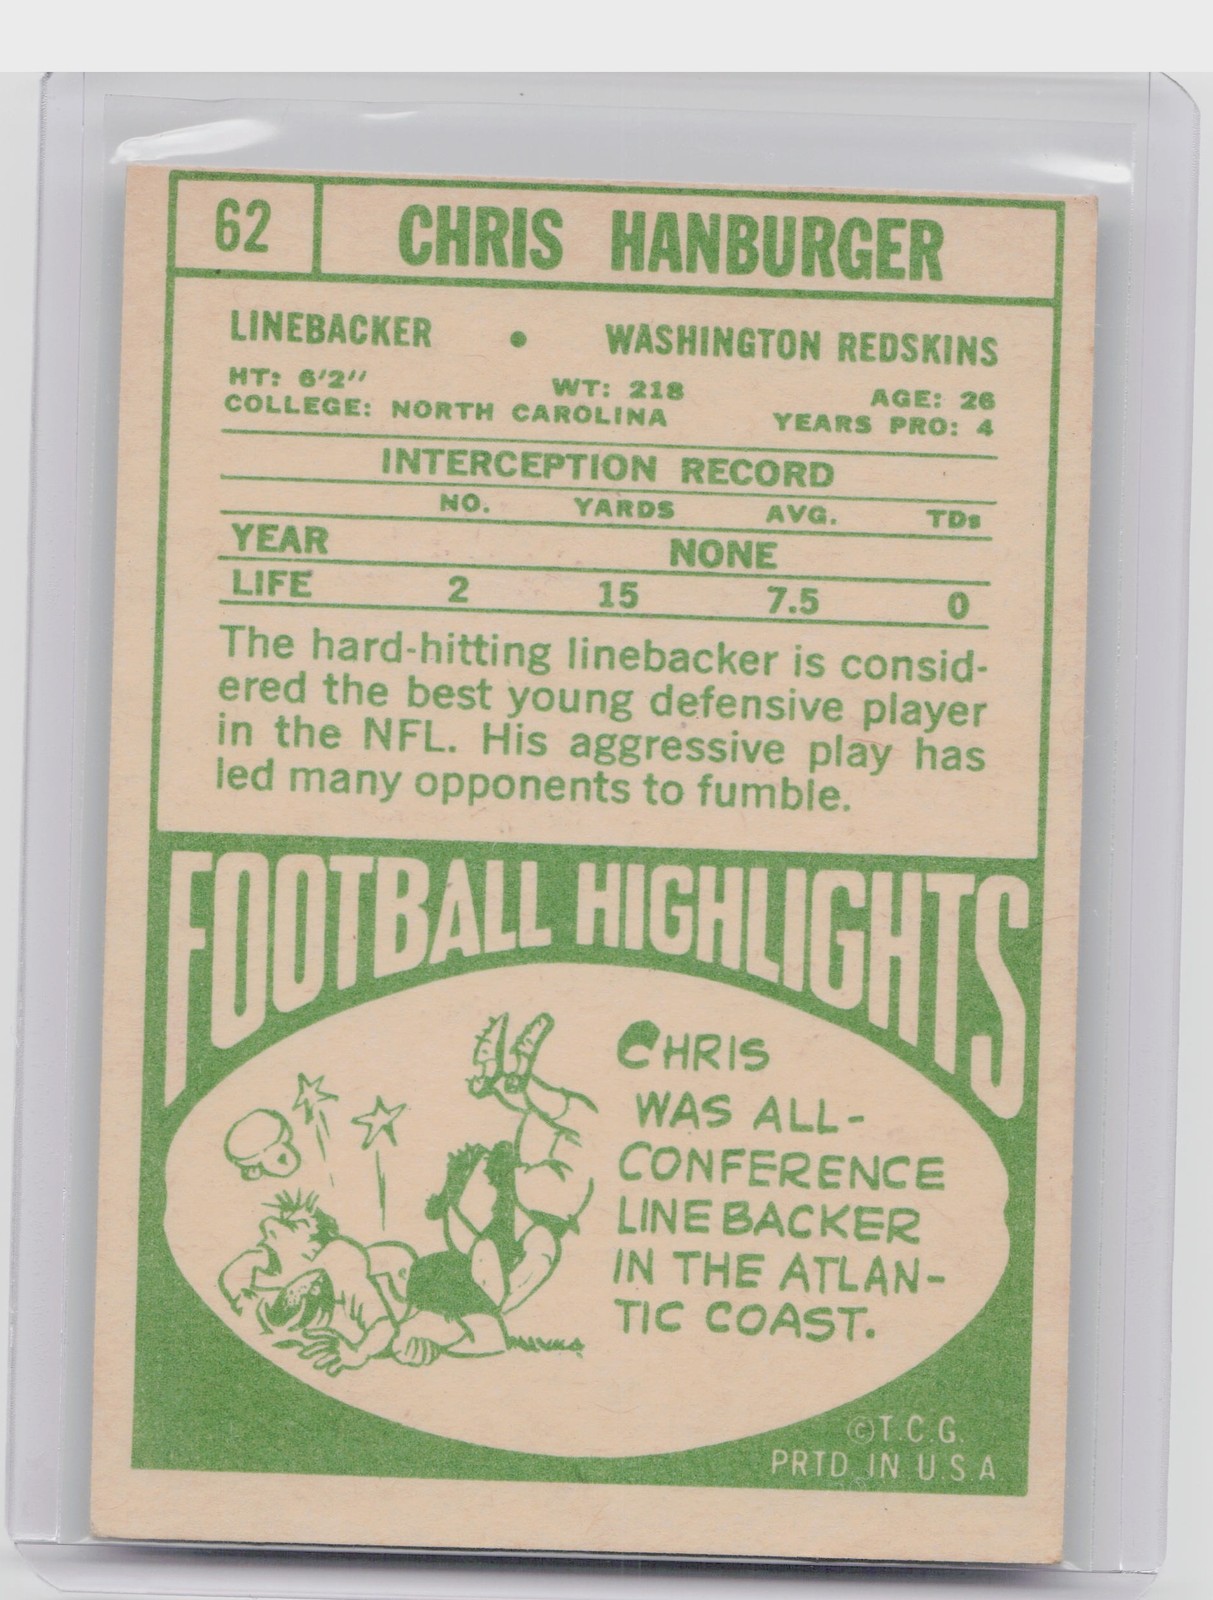 62 CHRIS HANBURGER
LINEBACKER • WASHINGTON REDSKINS
HT: 6'2'' WT: 218 AGE: 26
COLLEGE: NORTH CAROLINA YEARS PRO: 4
INTERCEPTION RECORD
NO. YARDS AVG. TDs
YEAR NONE
LIFE 2 15 7.5 0
The hard-hitting linebacker is consid-
ered the best young defensive player
in the NFL. His aggressive play has
led many opponents to fumble.
FOOTBALL HIGHLIGHTS
CHRIS
WAS ALL-
CONFERENCE
LINEBACKER
IN THE ATLAN-
TIC COAST.
©T.C.G.
PRTD. IN U.S.A